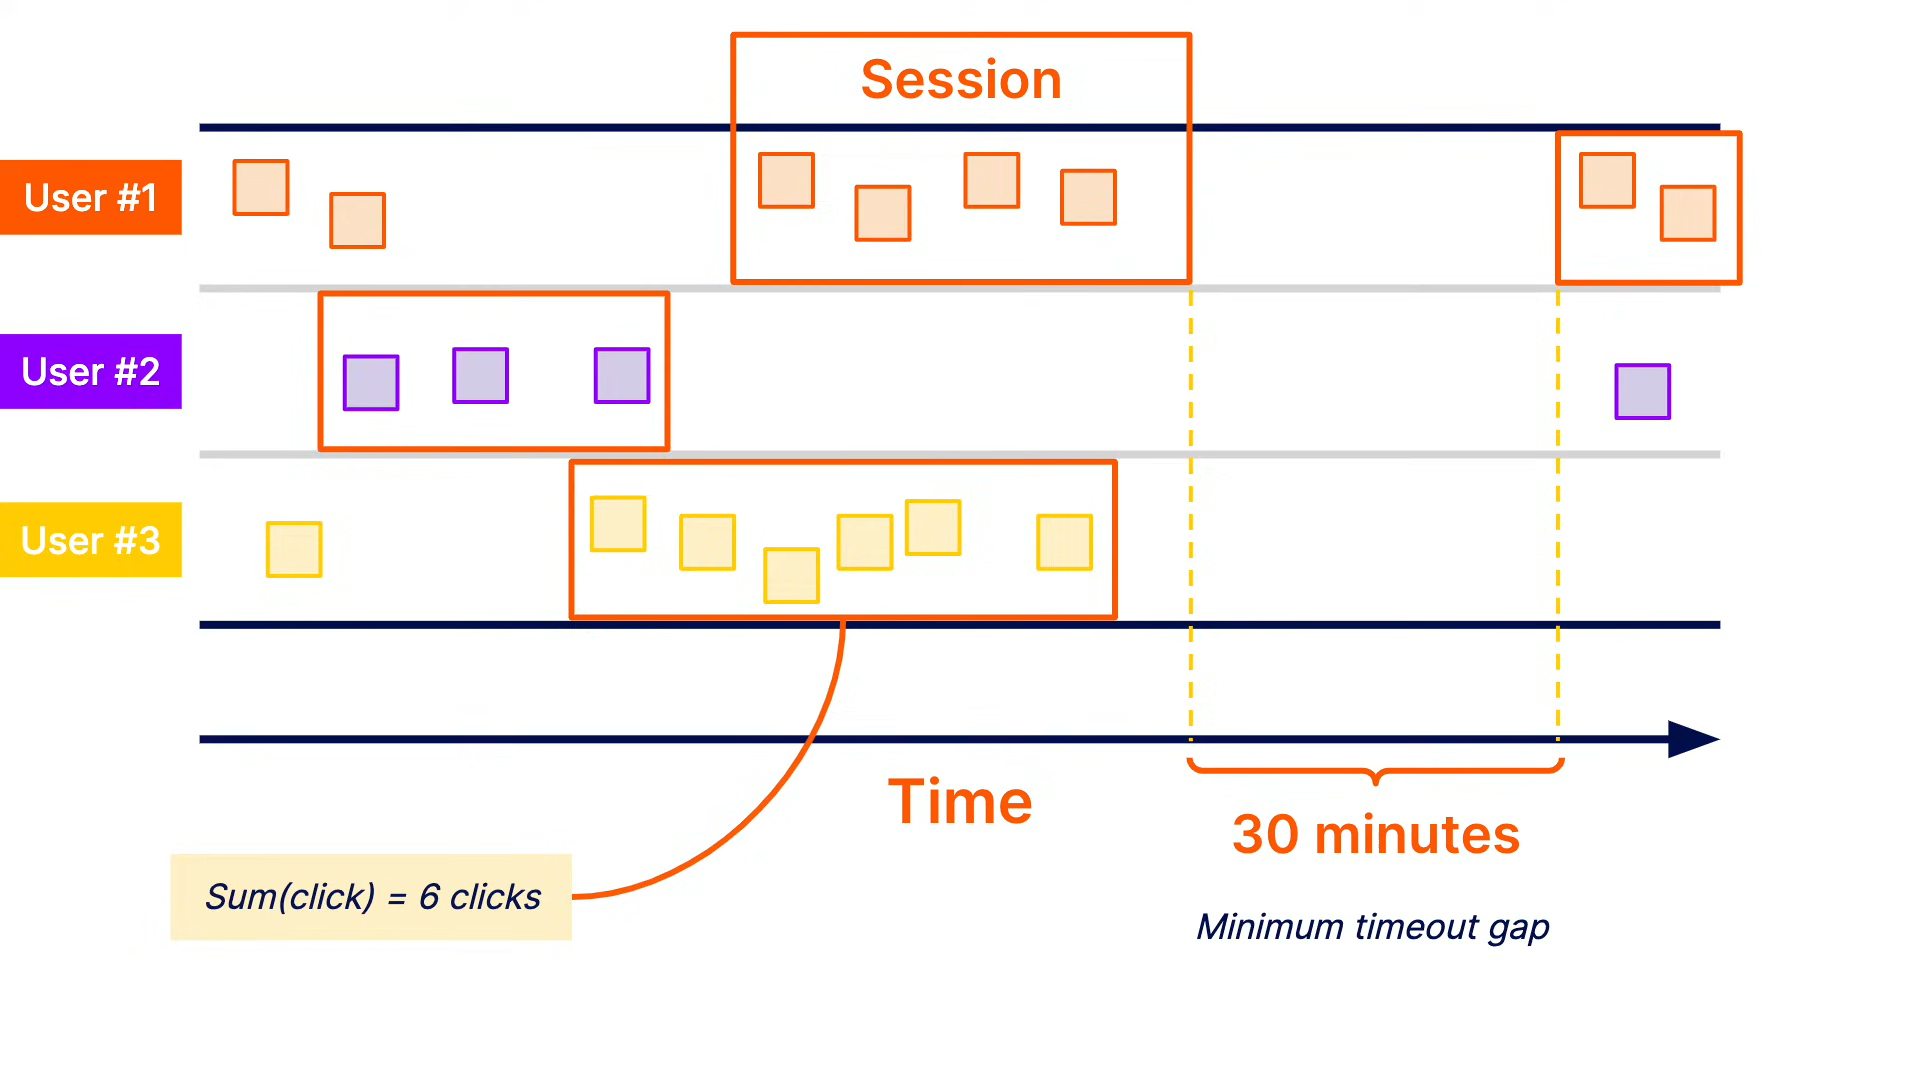 Session
User #1
User #2
User #3
Time
30 minutes
Sum(click) = 6 clicks
Minimum timeout gap